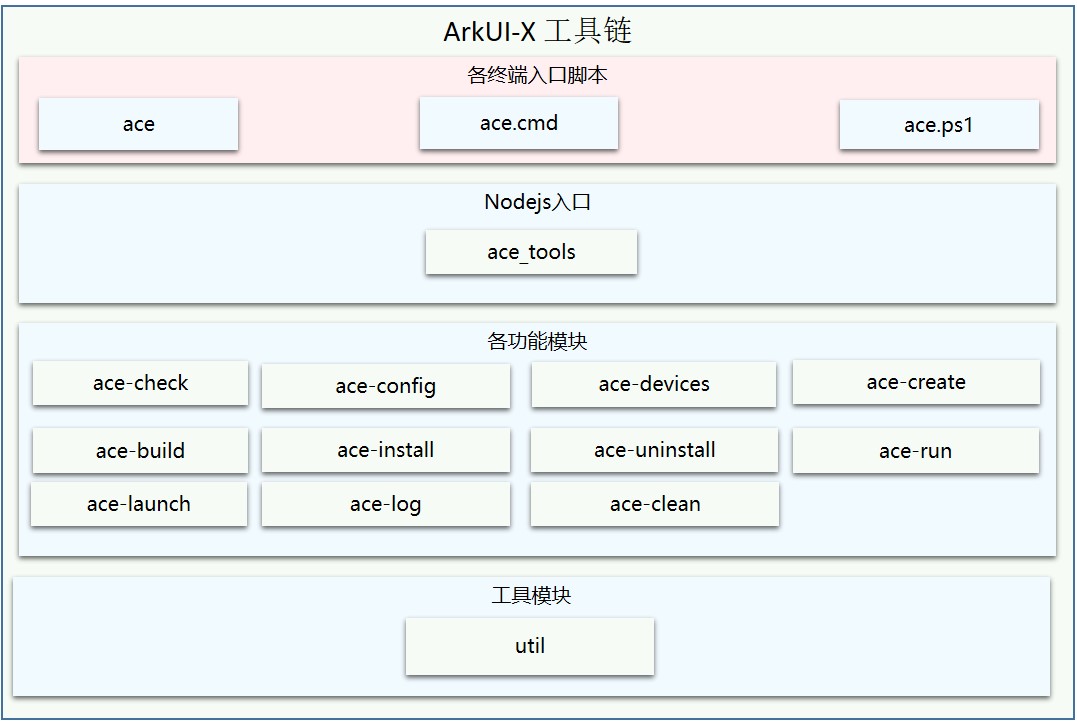 ArkUI-X 工具链
各终端入口脚本
ace
ace.cmd
ace.ps1
Nodejs入口
ace_tools
各功能模块
ace-check
ace-config
ace-devices
ace-create
ace-build
ace-install
ace-uninstall
ace-run
ace-launch
ace-log
ace-clean
工具模块
util